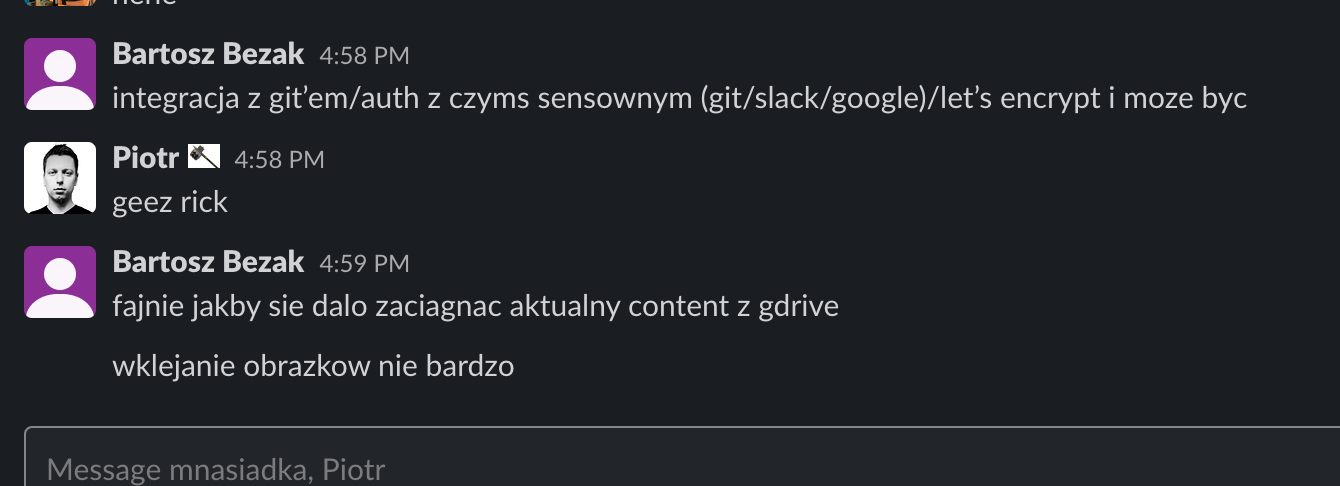 nene
Bartosz Bezak 4:58 PM
integracja z git’em/auth z czyms sensownym (git/slack/google)/let’s encrypt i moze byc
Piotr 4:58 PM
geez rick
Bartosz Bezak 4:59 PM
fajnie jakby sie dalo zaciagnac aktualny content z gdrive
wklejanie obrazkow nie bardzo
Message mnasiadka, Piotr